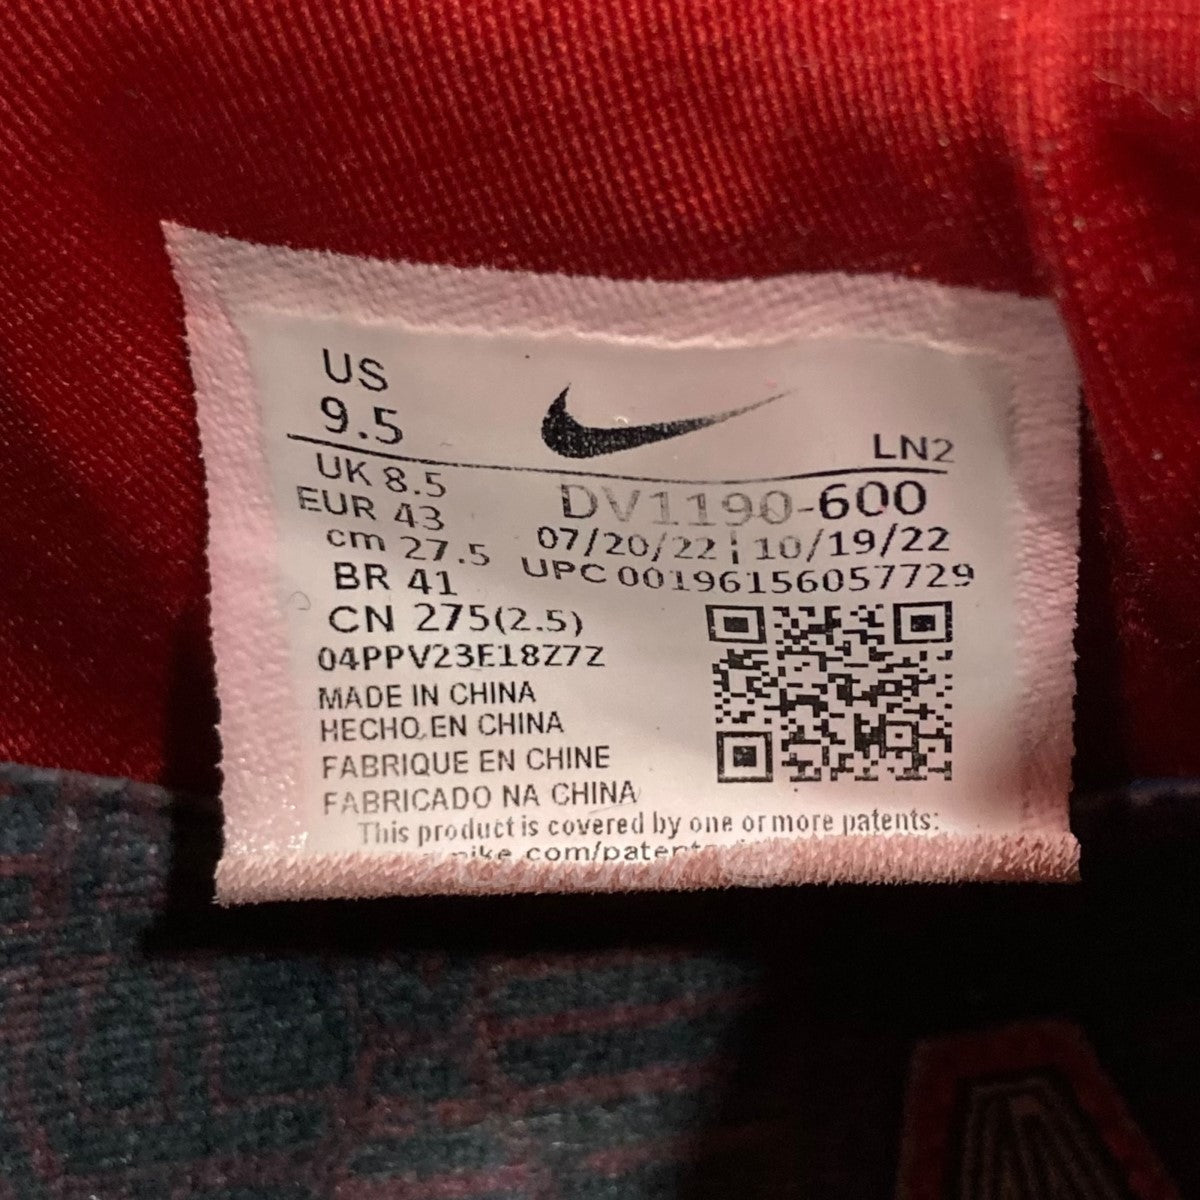 US
9.5
LN2
UK 8.5
EUR 43
cm 27.5
BR 41
CN 275(2.5)
DV1190-600
07/20/22 | 10/19/22
UPC 00196156057729
04PPV23E18Z7Z
MADE IN CHINA
HECHO EN CHINA
FABRIQUE EN CHINE
FABRICADO NA CHINA
This product is covered by one or more patents: